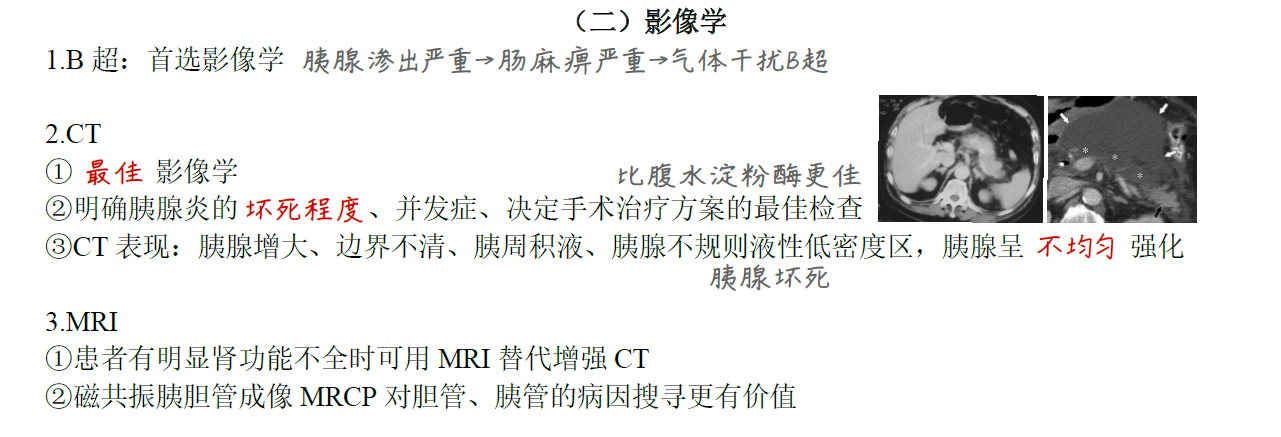 （二）影像学
1.B 超：首选影像学 胰腺渗出严重→肠麻痹严重→气体干扰B超
2.CT
① 最佳 影像学
比腹水淀粉酶更佳
②明确胰腺炎的 坏死程度、并发症、决定手术治疗方案的最佳检查
③CT 表现：胰腺增大、边界不清、胰周积液、胰腺不规则液性低密度区，胰腺呈 不均匀 强化
胰腺坏死
3.MRI
①患者有明显肾功能不全时可用 MRI 替代增强 CT
②磁共振胰胆管成像 MRCP 对胆管、胰管的病因搜寻更有价值